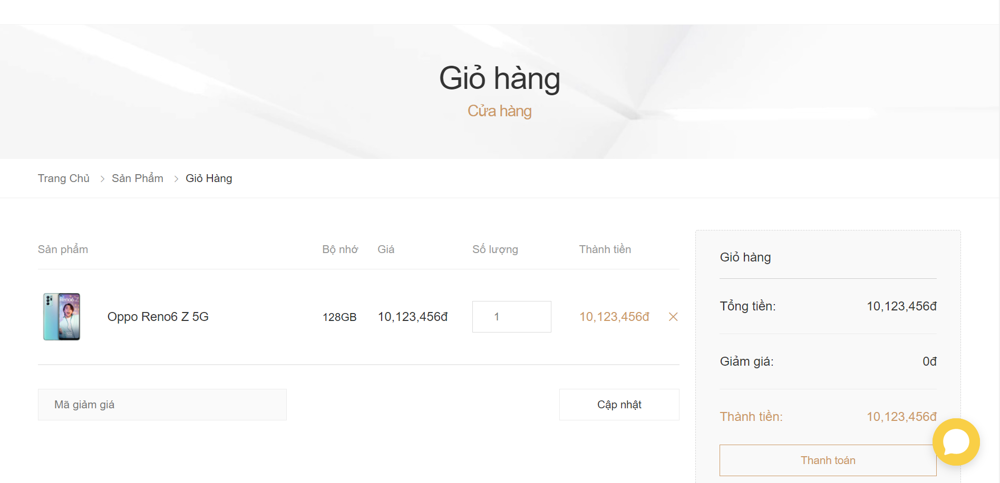 Giỏ hàng
Cửa hàng
Trang Chủ > Sản Phẩm > Giỏ Hàng
Sản phẩm Bộ nhớ Giá Số lượng Thành tiền
Reno6 Z
5G
Oppo Reno6 Z 5G 128GB 10,123,456đ 1 10,123,456đ
Mã giảm giá Cập nhật
Giỏ hàng
Tổng tiền: 10,123,456đ
Giảm giá: 0đ
Thành tiền: 10,123,456đ
Thanh toán